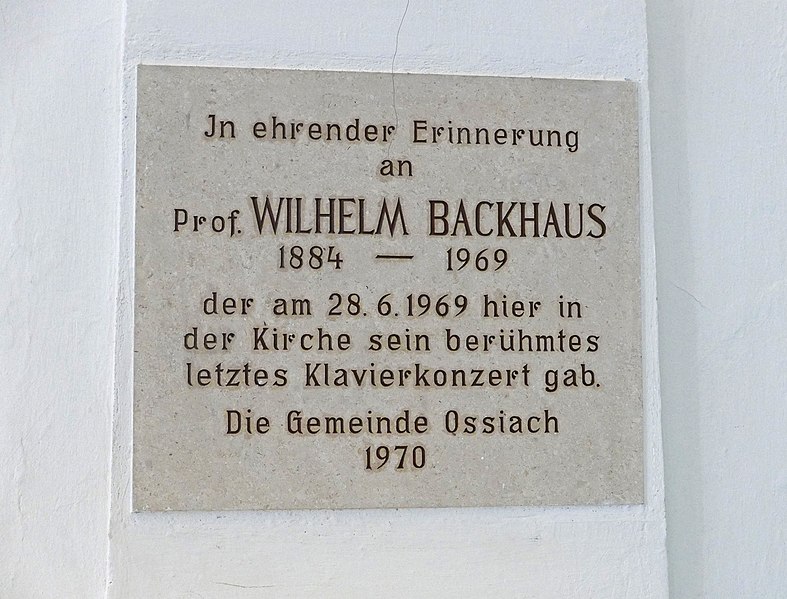 Jn ehrender Erinnerung
an
Prof. WILHELM BACKHAUS
1884 — 1969
der am 28. 6. 1969 hier in
der Kirche sein berühmtes
letztes Klavierkonzert gab.
Die Gemeinde Ossiach
1970